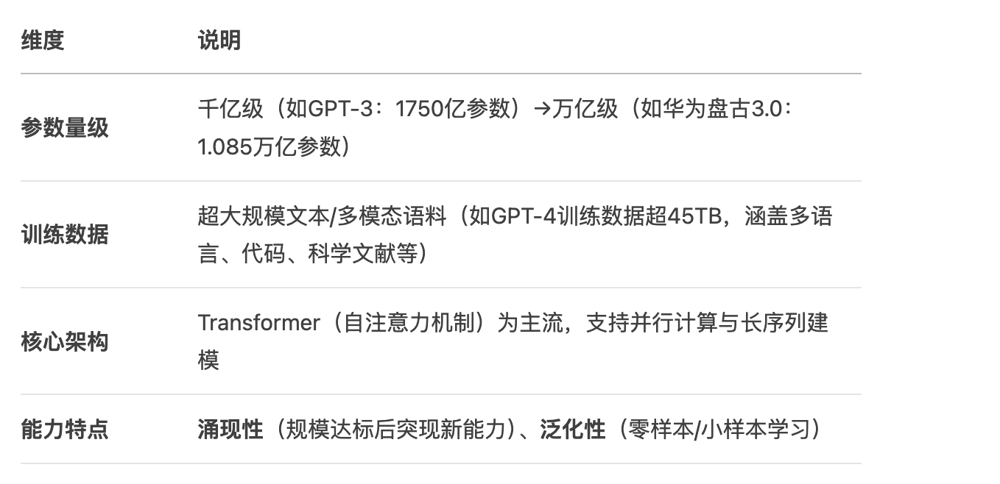 维度 说明
参数量级 千亿级（如GPT-3：1750亿参数）→万亿级（如华为盘古3.0：
1.085万亿参数）
训练数据 超大规模文本/多模态语料（如GPT-4训练数据超45TB，涵盖多语
言、代码、科学文献等）
核心架构 Transformer（自注意力机制）为主流，支持并行计算与长序列建
模
能力特点 涌现性（规模达标后突现新能力）、泛化性（零样本/小样本学习）